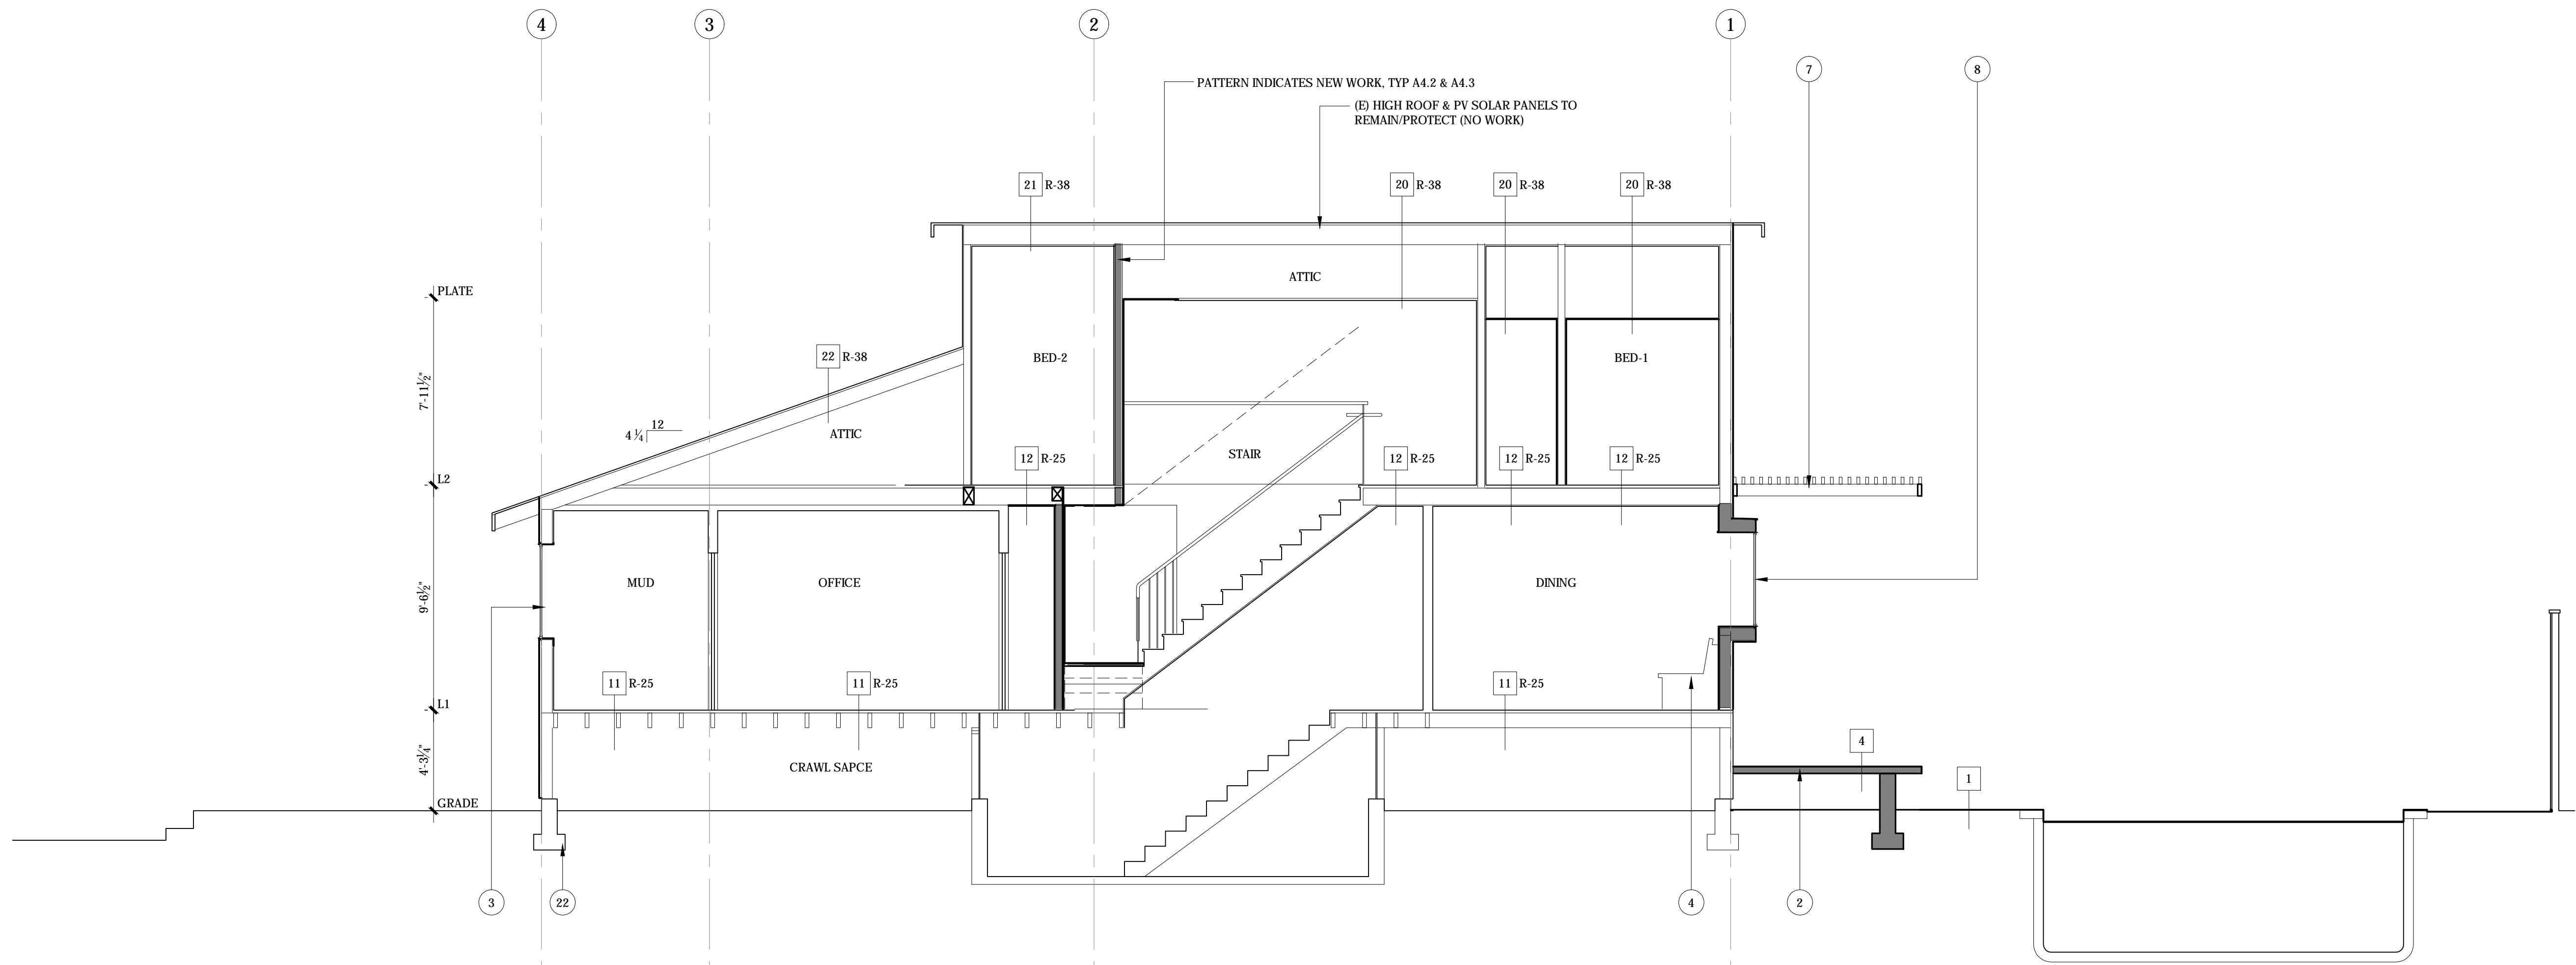 4
3
2
1
7
8
PATTERN INDICATES NEW WORK, TYP A4.2 & A4.3
(E) HIGH ROOF & PV SOLAR PANELS TO
REMAIN/PROTECT (NO WORK)
21 R-38
20 R-38
20 R-38
20 R-38
ATTIC
PLATE
22 R-38
BED-2
BED-1
7'-11½"
12
4 ¼
ATTIC
STAIR
12 R-25
12 R-25
12 R-25
12 R-25
L2
9'-6½"
MUD
OFFICE
DINING
11 R-25
11 R-25
11 R-25
L1
4
4'-3¼"
CRAWL SAPCE
1
GRADE
3
22
4
2